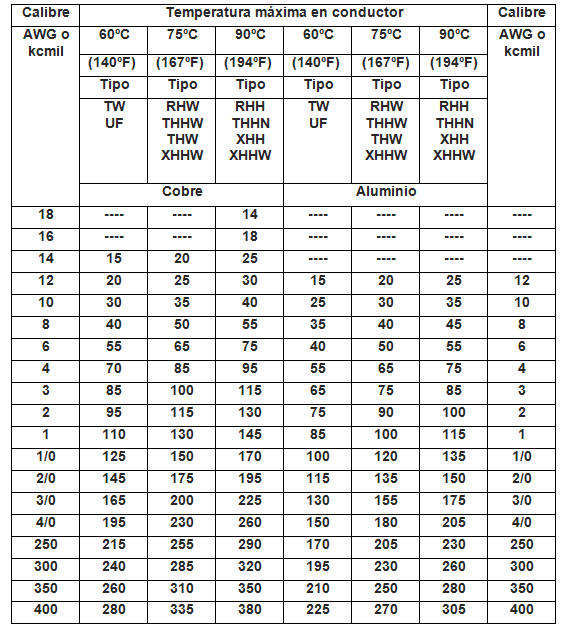 Calibre Temperatura máxima en conductor Calibre
AWG o kcmil 60ºC 75ºC 90ºC 60ºC 75ºC 90ºC AWG o kcmil
(140ºF) (167ºF) (194ºF) (140ºF) (167ºF) (194ºF)
Tipo Tipo Tipo Tipo Tipo Tipo
TW RHW RHH TW RHW RHH
UF THHW THHN UF THHW THHN
THW XHH THW XHH
XHHW XHHW XHHW XHHW
Cobre Aluminio
18 ---- ---- 14 ---- ---- ---- ----
16 ---- ---- 18 ---- ---- ---- ----
14 15 20 25 ---- ---- ---- ----
12 20 25 30 15 20 25 12
10 30 35 40 25 30 35 10
8 40 50 55 35 40 45 8
6 55 65 75 40 50 55 6
4 70 85 95 55 65 75 4
3 85 100 115 65 75 85 3
2 95 115 130 75 90 100 2
1 110 130 145 85 100 115 1
1/0 125 150 170 100 120 135 1/0
2/0 145 175 195 115 135 150 2/0
3/0 165 200 225 130 155 175 3/0
4/0 195 230 260 150 180 205 4/0
250 215 255 290 170 205 230 250
300 240 285 320 195 230 260 300
350 260 310 350 210 250 280 350
400 280 335 380 225 270 305 400